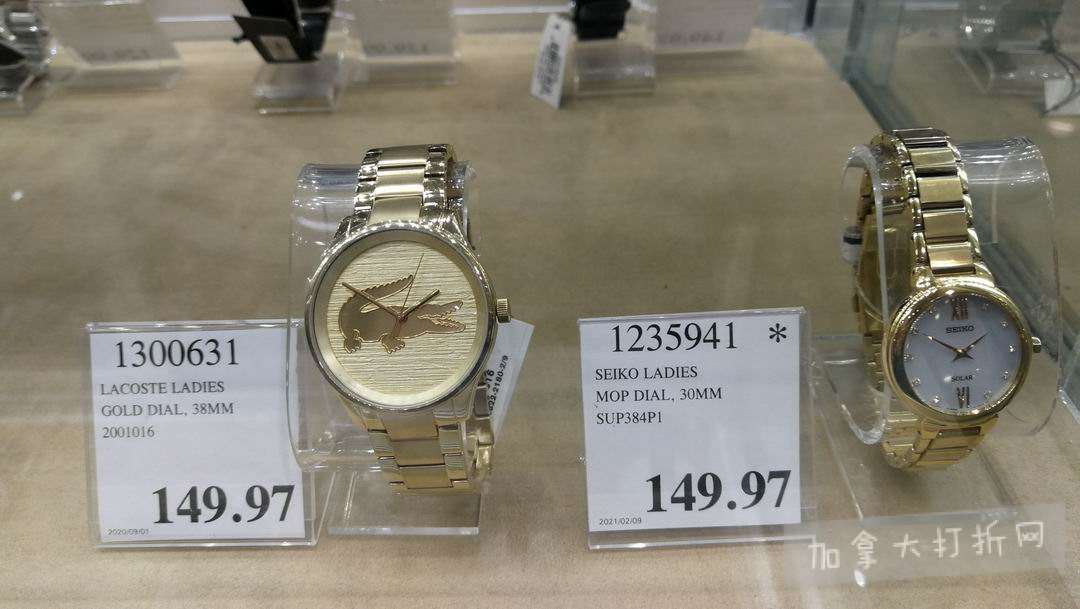 1300631
LACOSTE LADIES
GOLD DIAL, 38MM
2001016
149.97
2020/09/01
1235941 *
SEIKO LADIES
MOP DIAL, 30MM
SUP384P1
149.97
2021/02/09
SEIKO
SOLAR
加拿大打折网